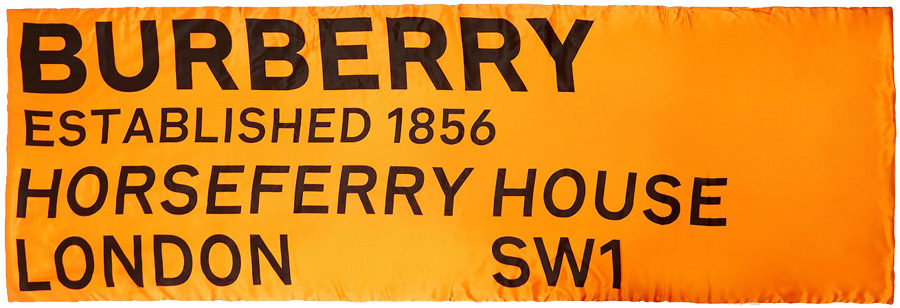 BURBERRY
ESTABLISHED 1856
HORSEFERRY HOUSE
LONDON SW1